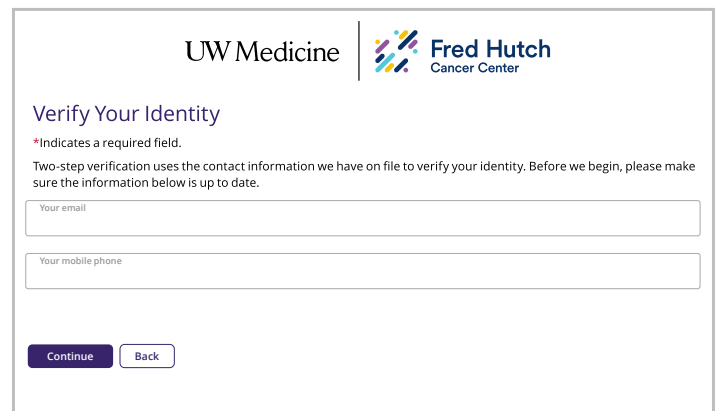 UW Medicine
Fred Hutch
Cancer Center
Verify Your Identity
*Indicates a required field.
Two-step verification uses the contact information we have on file to verify your identity. Before we begin, please make
sure the information below is up to date.
Your email
Your mobile phone
Continue
Back